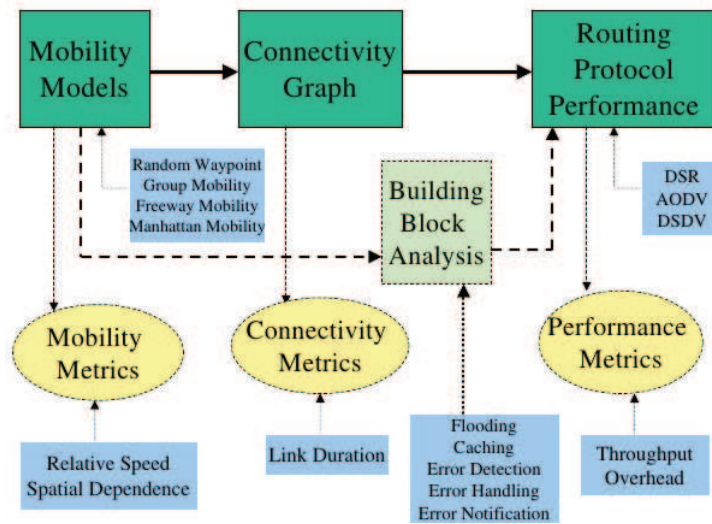 Mobility
Models
Connectivity
Graph
Routing
Protocol
Performance
Random Waypoint
Group Mobility
Freeway Mobility
Manhattan Mobility
Building
Block
Analysis
DSR
AODV
DSDV
Mobility
Metrics
Connectivity
Metrics
Performance
Metrics
Relative Speed
Spatial Dependence
Link Duration
Flooding
Caching
Error Detection
Error Handling
Error Notification
Throughput
Overhead